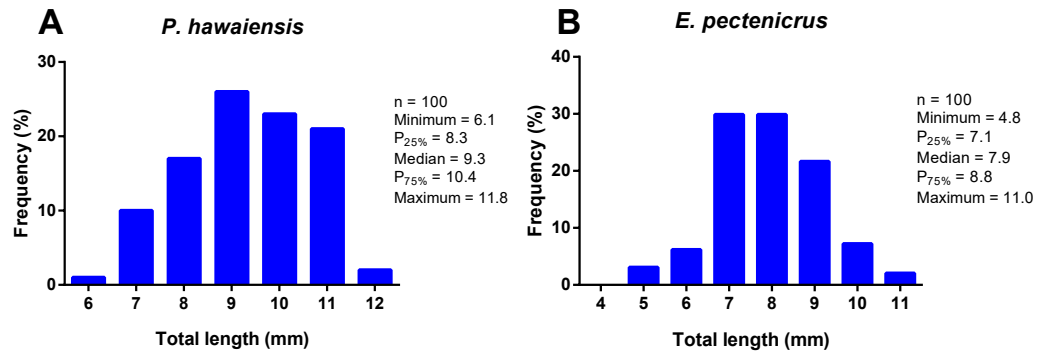 A
P. hawaiensis
30
20
10
0
Frequency (%)
6 7 8 9 10 11 12
Total length (mm)
n = 100
Minimum = 6.1
P25% = 8.3
Median = 9.3
P75% = 10.4
Maximum = 11.8
B
E. pectenicrus
40
30
20
10
0
Frequency (%)
4 5 6 7 8 9 10 11
Total length (mm)
n = 100
Minimum = 4.8
P25% = 7.1
Median = 7.9
P75% = 8.8
Maximum = 11.0